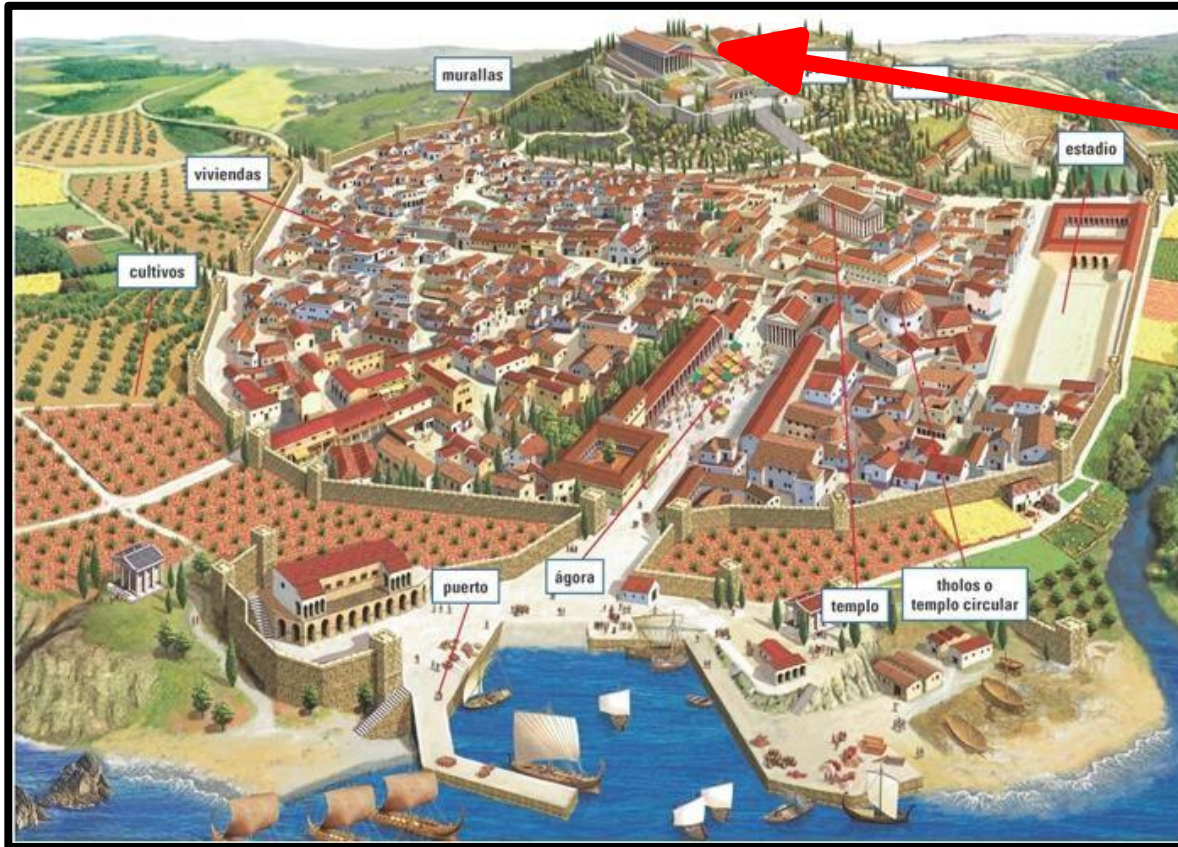 murallas
estadio
viviendas
cultivos
puerto
ágora
templo
tholos o
templo circular